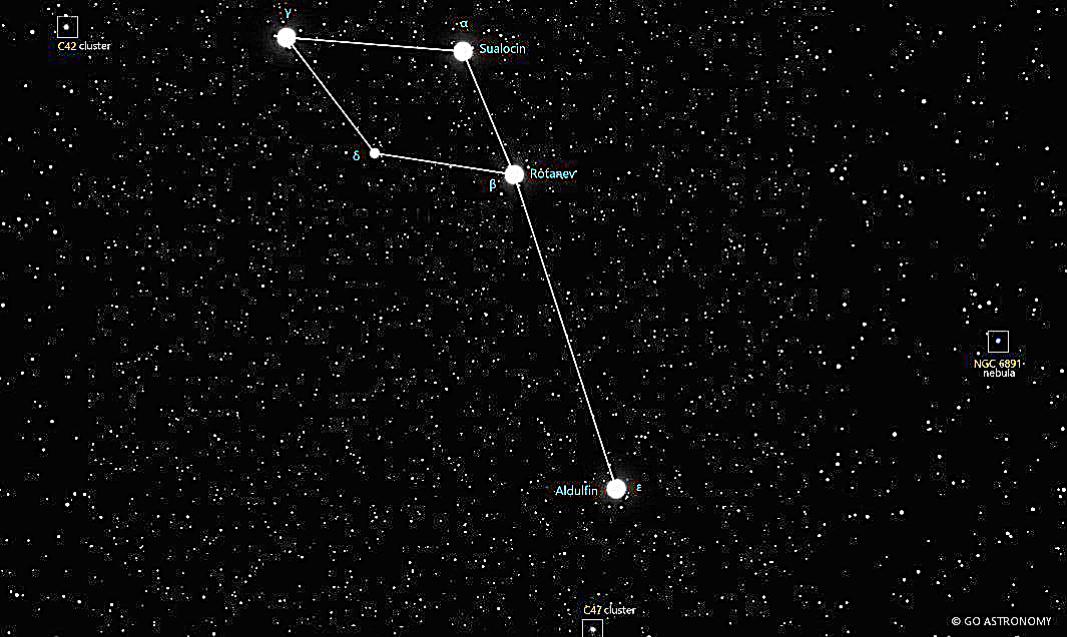 γ
α
C42 cluster
Sualocin
δ
Rotanev
β
NGC 6891
nebula
Aldulfin
ε
C47 cluster
© GO ASTRONOMY